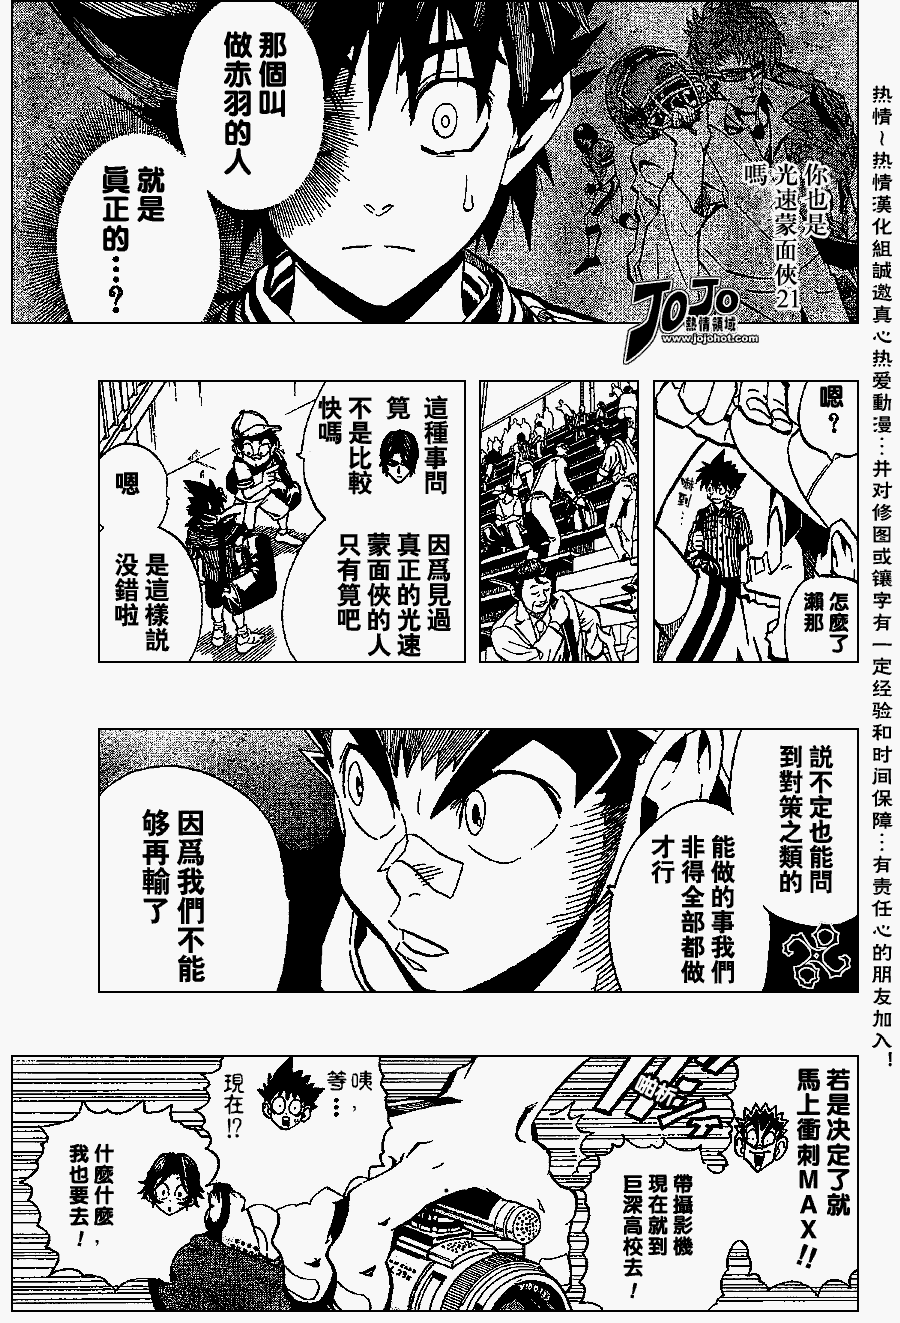 你也是
光速蒙面俠21
嗎
那個叫
做赤羽的人
就是
眞正的…?
JOJO
熱情領域
www.jojohot.com
嗯?
怎麼了
瀨那
這種事問
筧
不是比較
快嗎
因爲見過
真正的光速
蒙面俠的人
只有筧吧
嗯
是這樣説
没錯啦
説不定也能問
到對策之類的
能做的事我們
非得全部都做
才行
因爲我們不能
够再輸了
若是决定了就
馬上衝刺MAX!!
帶攝影機
現在就到
巨深高校去!
咦,
等…
現在!?
什麼什麼,
我也要去!
热情~热情漢化組誠邀真心热爱動漫…并对修图或镶字有一定经验和时间保障…有责任心的朋友加入!